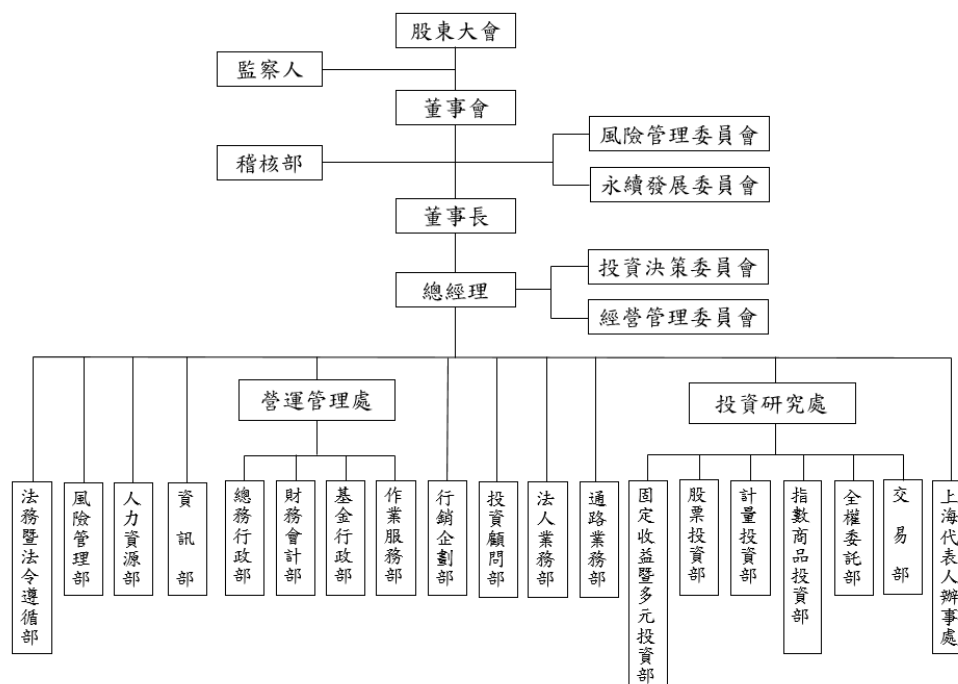 股東大會
監察人
董事會
風險管理委員會
稽核部
永續發展委員會
董事長
投資決策委員會
總經理
經營管理委員會
營運管理處
投資研究處
法務暨法令遵循部
風險管理部
人力資源部
資訊部
總務行政部
財務會計部
基金行政部
作業服務部
行銷企劃部
投資顧問部
法人業務部
通路業務部
固定收益暨多元投資部
股票投資部
計量投資部
指數商品投資部
全權委託部
交易部
上海代表人辦事處